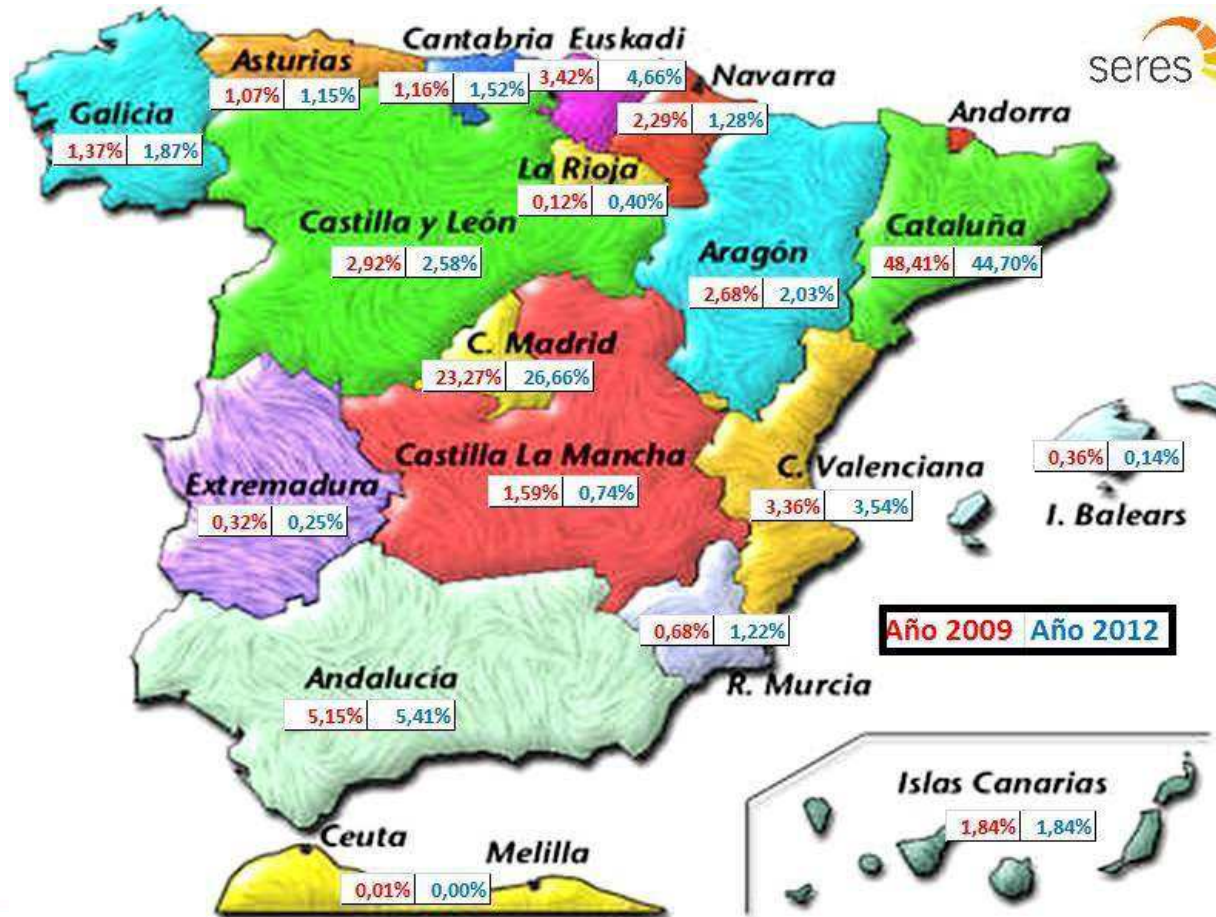 Cantabria Euskadi
seres
Asturias
3,42% 4,66%
Navarra
1,07% 1,15%
1,16% 1,52%
Galicia
2,29% 1,28%
Andorra
1,37% 1,87%
La Rioja
0,12% 0,40%
Castilla y León
2,92% 2,58%
Aragón
2,68% 2,03%
Cataluña
48,41% 44,70%
C. Madrid
23,27% 26,66%
Castilla La Mancha
1,59% 0,74%
C. Valenciana
3,36% 3,54%
0,36% 0,14%
I. Balears
Extremadura
0,32% 0,25%
Año 2009 Año 2012
0,68% 1,22%
R. Murcia
Andalucía
5,15% 5,41%
Islas Canarias
1,84% 1,84%
Ceuta
Melilla
0,01% 0,00%